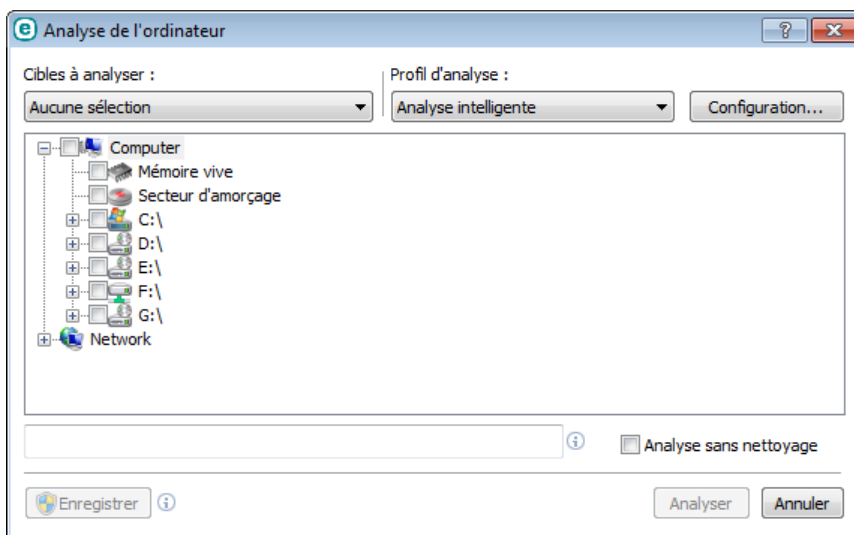 Analyse de l'ordinateur
Cibles à analyser :
Profil d'analyse :
Aucune sélection
Analyse intelligente
Configuration...
Computer
Mémoire vive
Secteur d'amorçage
C:\
D:\
E:\
F:\
G:\
Network
Analyse sans nettoyage
Enregistrer
Analyser
Annuler